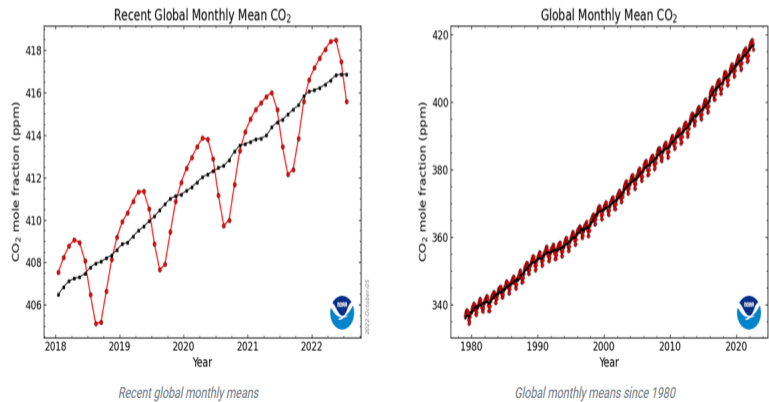 Recent Global Monthly Mean CO₂
CO₂ mole fraction (ppm)
418
416
414
412
410
408
406
2018
2019
2020
2021
2022
Year
NOAA
2022-October-05
Recent global monthly means
Global Monthly Mean CO₂
CO₂ mole fraction (ppm)
420
400
380
360
340
1980
1990
2000
2010
2020
Year
NOAA
Global monthly means since 1980